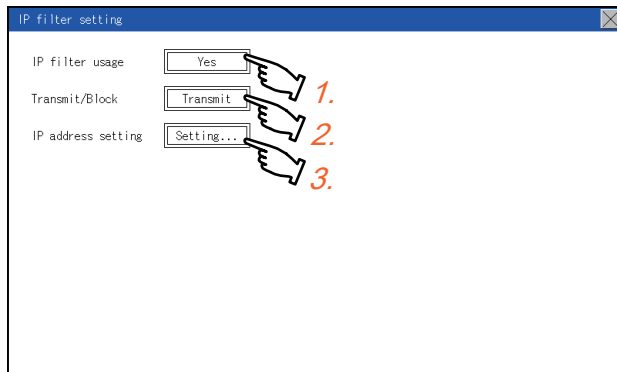 IP filter setting
IP filter usage Yes 1.
Transmit/Block Transmit 2.
IP address setting Setting... 3.